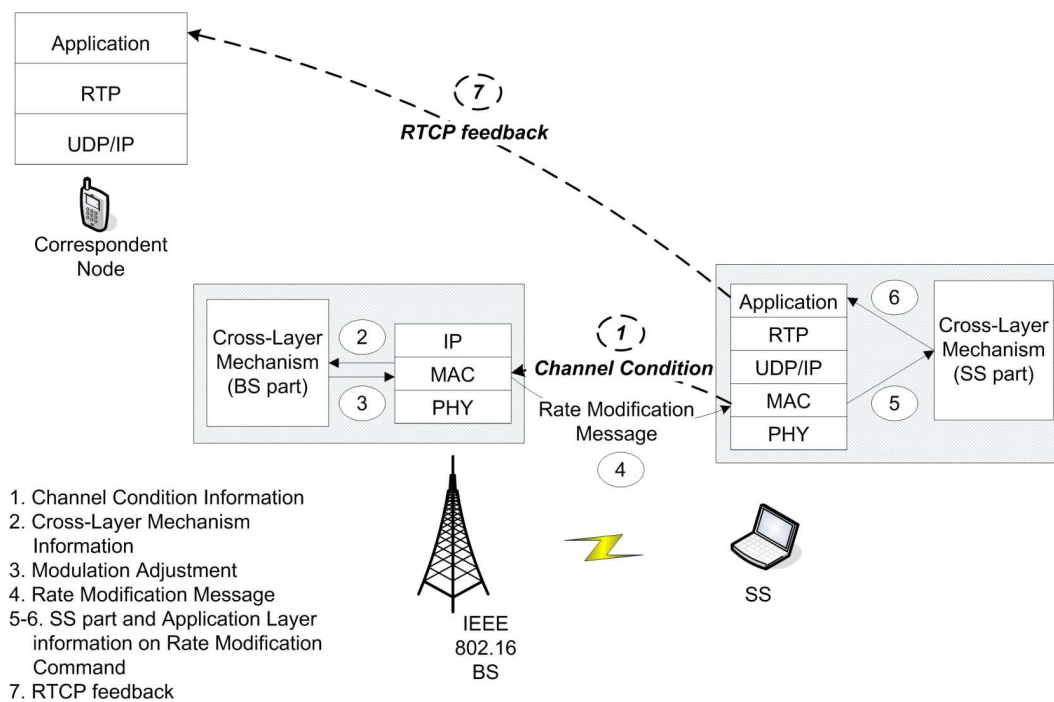 Application
RTP
UDP/IP
Correspondent
Node
7
RTCP feedback
Cross-Layer
Mechanism
(BS part)
2
3
IP
MAC
PHY
1
Channel Condition
Rate Modification
Message
4
Application
RTP
UDP/IP
MAC
PHY
6
5
Cross-Layer
Mechanism
(SS part)
1. Channel Condition Information
2. Cross-Layer Mechanism
Information
3. Modulation Adjustment
4. Rate Modification Message
5-6. SS part and Application Layer
information on Rate Modification
Command
7. RTCP feedback
IEEE
802.16
BS
SS